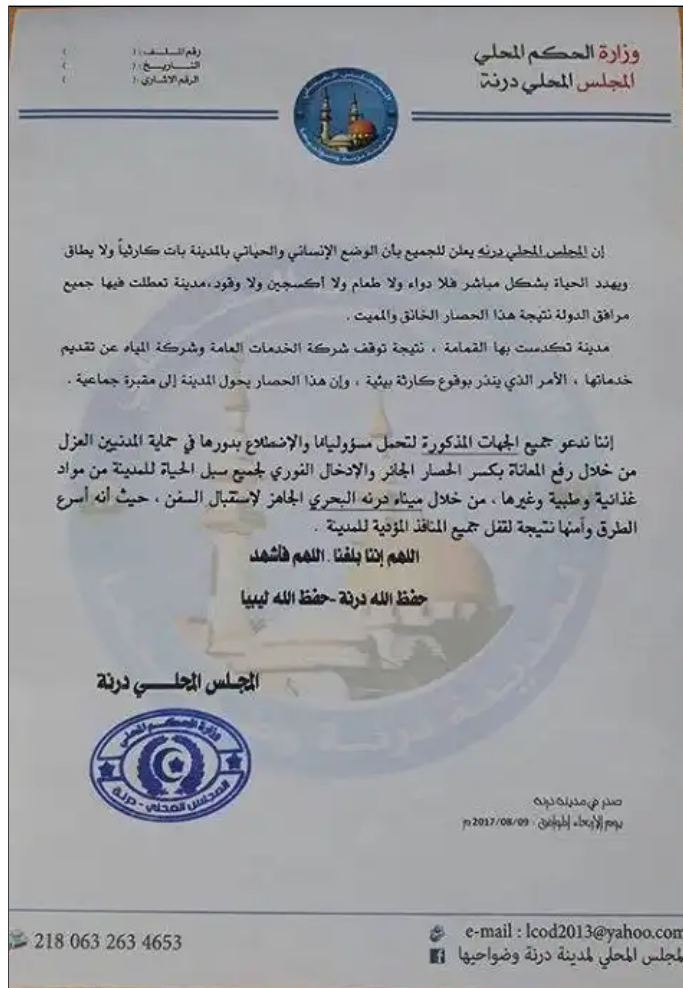 وزارة الحكم المحلي
المجلس المحلي درنة
رقم الملف : ( )
التاريخ : ( )
الرقم الاشاري : ( )
إن المجلس المحلي درنه يعلن للجميع بأن الوضع الإنساني والحياتي بالمدينة بات كارثياً ولا يطاق
ويهدد الحياة بشكل مباشر فلا دواء ولا طعام ولا أكسجين ولا وقود،مدينة تعطلت فيها جميع
مرافق الدولة نتيجة هذا الحصار الخانق والمميت .
مدينة تكدست بها القمامة ، نتيجة توقف شركة الخدمات العامة وشركة المياه عن تقديم
خدماتها ، الأمر الذي ينذر بوقوع كارثة بيئية ، وإن هذا الحصار يحول المدينة إلى مقبرة جماعية .
إننا ندعو جميع الجهات المذكورة لتحمل مسؤولياتها والاضطلاع بدورها في حماية المدنيين العزل
من خلال رفع المعاناة بكسر الحصار الجائر والإدخال الفوري لجميع سبل الحياة للمدينة من مواد
غذائية وطبية وغيرها ، من خلال ميناء درنه البحري الجاهز لإستقبال السفن ، حيث أنه أسرع
الطرق وآمنها نتيجة لقفل جميع المنافذ المؤدية للمدينة .
اللهم إننا بلغنا . اللهم فأشهد
حفظ الله درنة -حفظ الله ليبيا
المجلس المحلي درنة
وزارة الحكم المحلي
المجلس المحلي - درنة
صدر في مدينة درنة
يوم الأربعاء الموافق : 2017/08/09 م
218 063 263 4653
e-mail : lcod2013@yahoo.com
المجلس المحلي لمدينة درنة وضواحيها